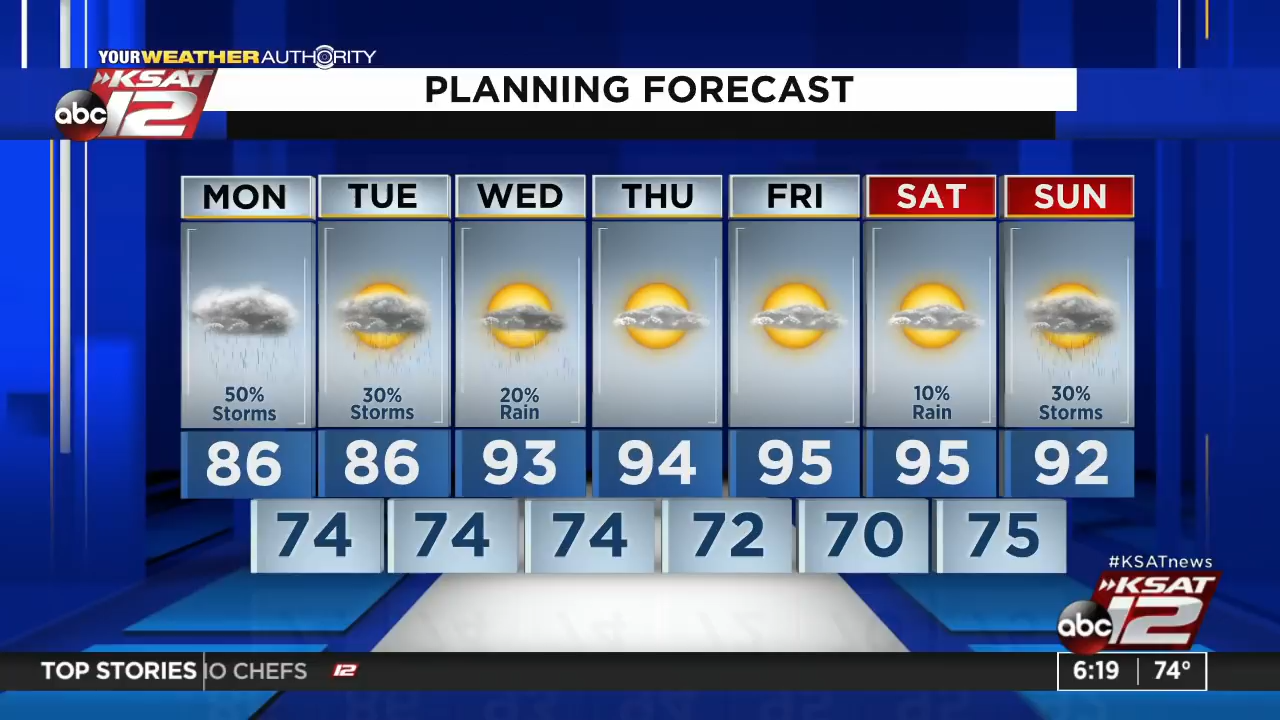 YOURWEATHERAUTHORITY
KSAT
abc 12
PLANNING FORECAST
MON TUE WED THU FRI SAT SUN
50% Storms
30% Storms
20% Rain
10% Rain
30% Storms
86 86 93 94 95 95 92
74 74 74 72 70 75
#KSATnews
KSAT
abc 12
TOP STORIES IO CHEFS 12
6:19 74°